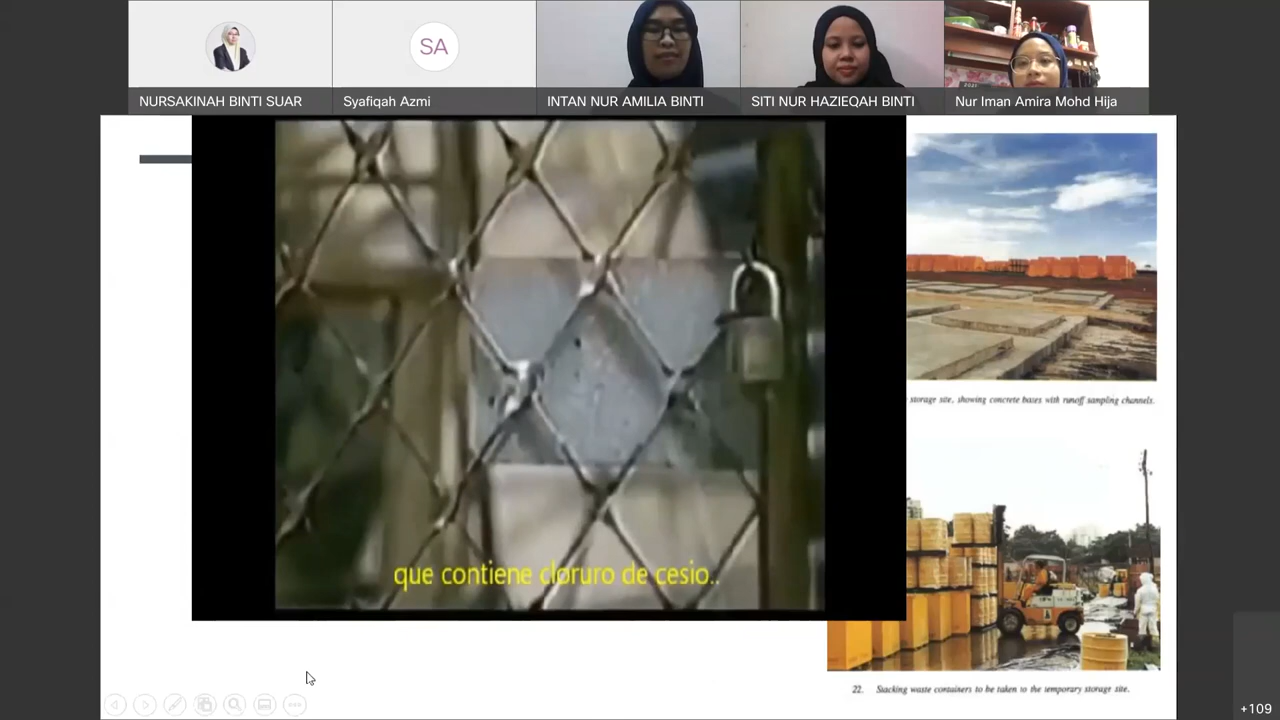 SA
NURSAKINAH BINTI SUAR
Syafiqah Azmi
INTAN NUR AMILIA BINTI
SITI NUR HAZIEQAH BINTI
Nur Iman Amira Mohd Hija
que contiene cloruro de cesio..
storage site, showing concrete bases with runoff sampling channels.
22. Stacking waste containers to be taken to the temporary storage site.
+109